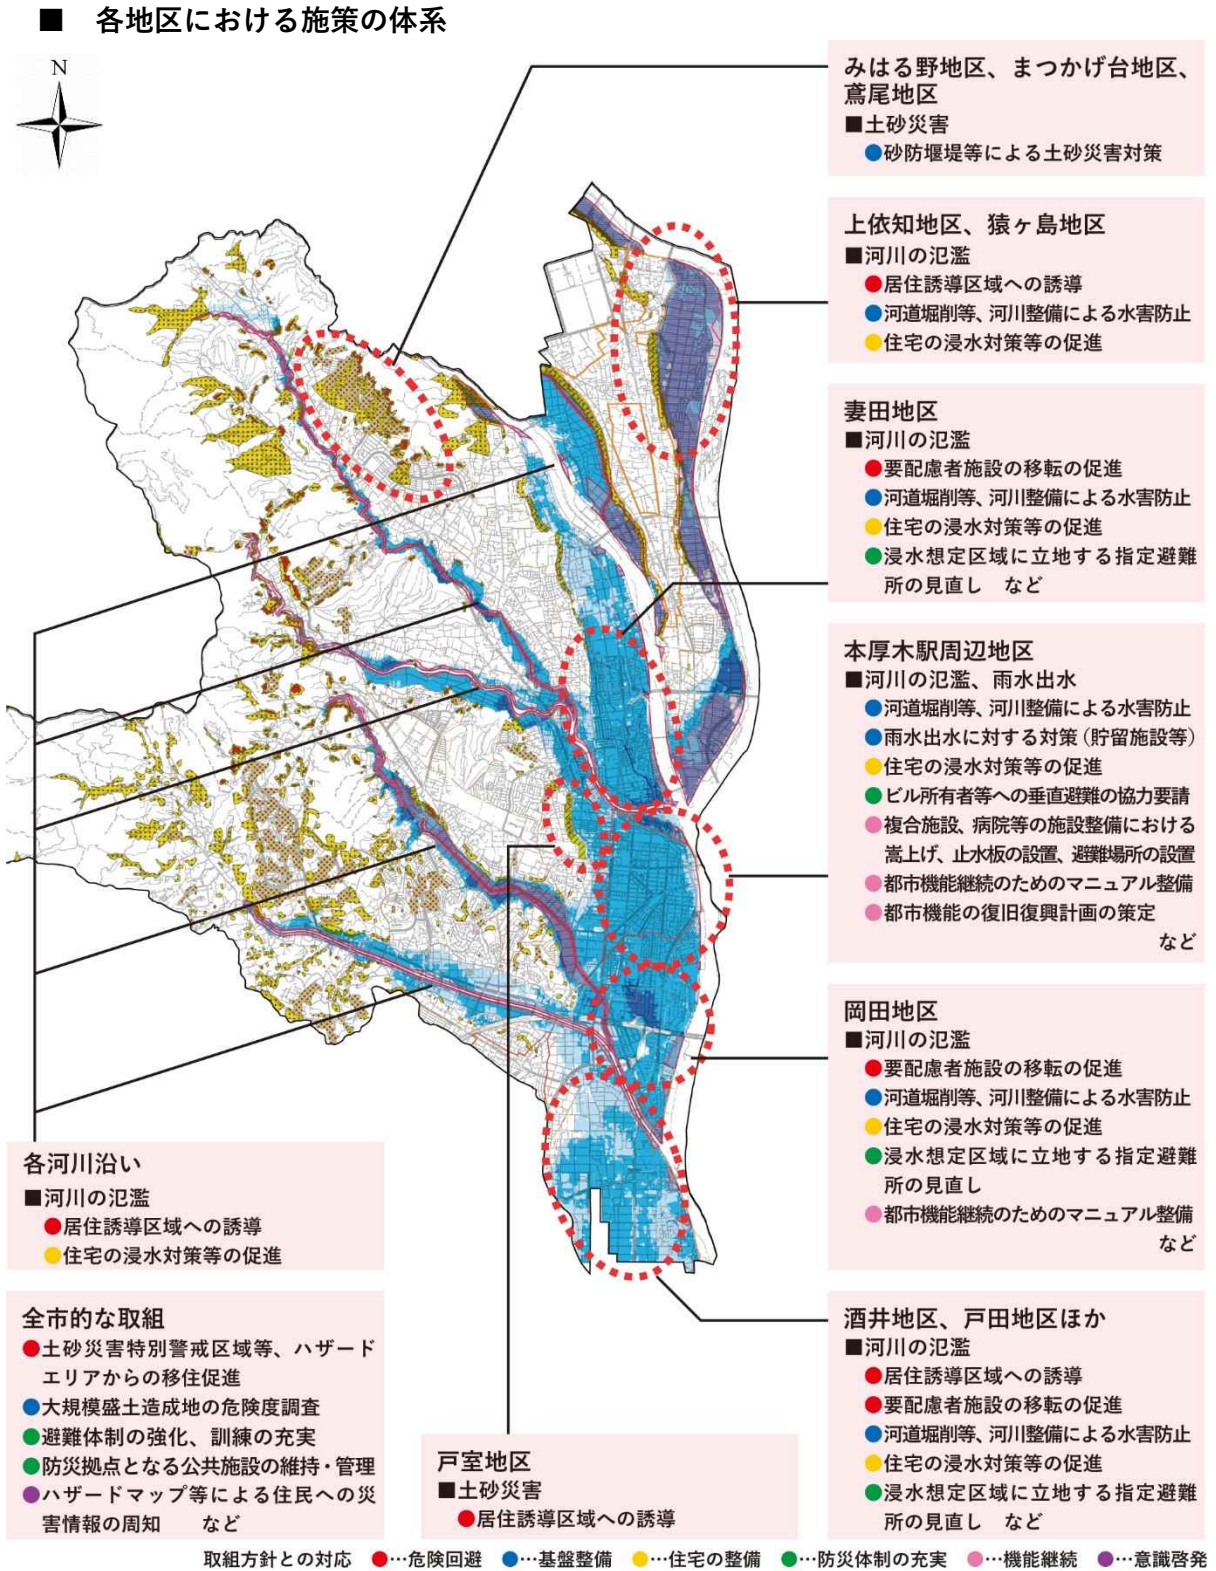 ■ 各地区における施策の体系
N
みはる野地区、まつかげ台地区、
鳶尾地区
■土砂災害
●砂防堰堤等による土砂災害対策
上依知地区、猿ヶ島地区
■河川の氾濫
●居住誘導区域への誘導
●河道堀削等、河川整備による水害防止
●住宅の浸水対策等の促進
妻田地区
■河川の氾濫
●要配慮者施設の移転の促進
●河道堀削等、河川整備による水害防止
●住宅の浸水対策等の促進
●浸水想定区域に立地する指定避難
所の見直し など
本厚木駅周辺地区
■河川の氾濫、雨水出水
●河道堀削等、河川整備による水害防止
●雨水出水に対する対策（貯留施設等）
●住宅の浸水対策等の促進
●ビル所有者等への垂直避難の協力要請
●複合施設、病院等の施設整備における
嵩上げ、止水板の設置、避難場所の設置
●都市機能継続のためのマニュアル整備
●都市機能の復旧復興計画の策定
など
岡田地区
■河川の氾濫
●要配慮者施設の移転の促進
●河道堀削等、河川整備による水害防止
●住宅の浸水対策等の促進
●浸水想定区域に立地する指定避難
所の見直し
●都市機能継続のためのマニュアル整備
など
酒井地区、戸田地区ほか
■河川の氾濫
●居住誘導区域への誘導
●要配慮者施設の移転の促進
●河道堀削等、河川整備による水害防止
●住宅の浸水対策等の促進
●浸水想定区域に立地する指定避難
所の見直し など
各河川沿い
■河川の氾濫
●居住誘導区域への誘導
●住宅の浸水対策等の促進
全市的な取組
●土砂災害特別警戒区域等、ハザード
エリアからの移住促進
●大規模盛土造成地の危険度調査
●避難体制の強化、訓練の充実
●防災拠点となる公共施設の維持・管理
●ハザードマップ等による住民への災
害情報の周知 など
戸室地区
■土砂災害
●居住誘導区域への誘導
取組方針との対応 ●…危険回避 ●…基盤整備 ●…住宅の整備 ●…防災体制の充実 ●…機能継続 ●…意識啓発